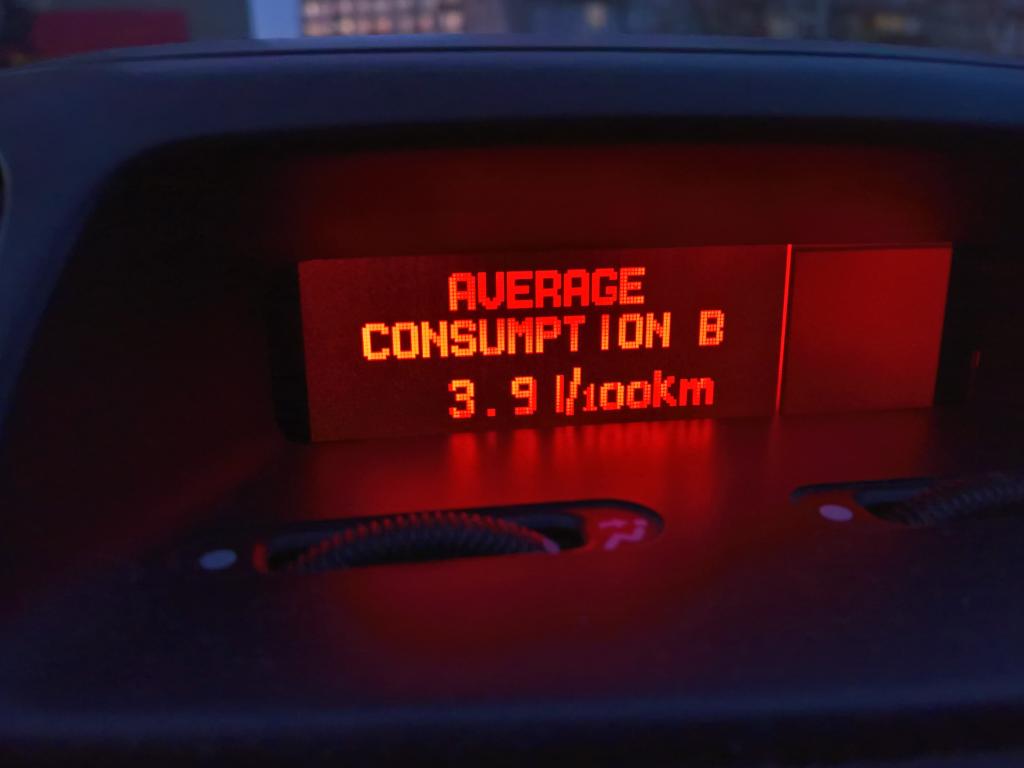 AVERAGE
CONSUMPTION B
3.9 l/100km